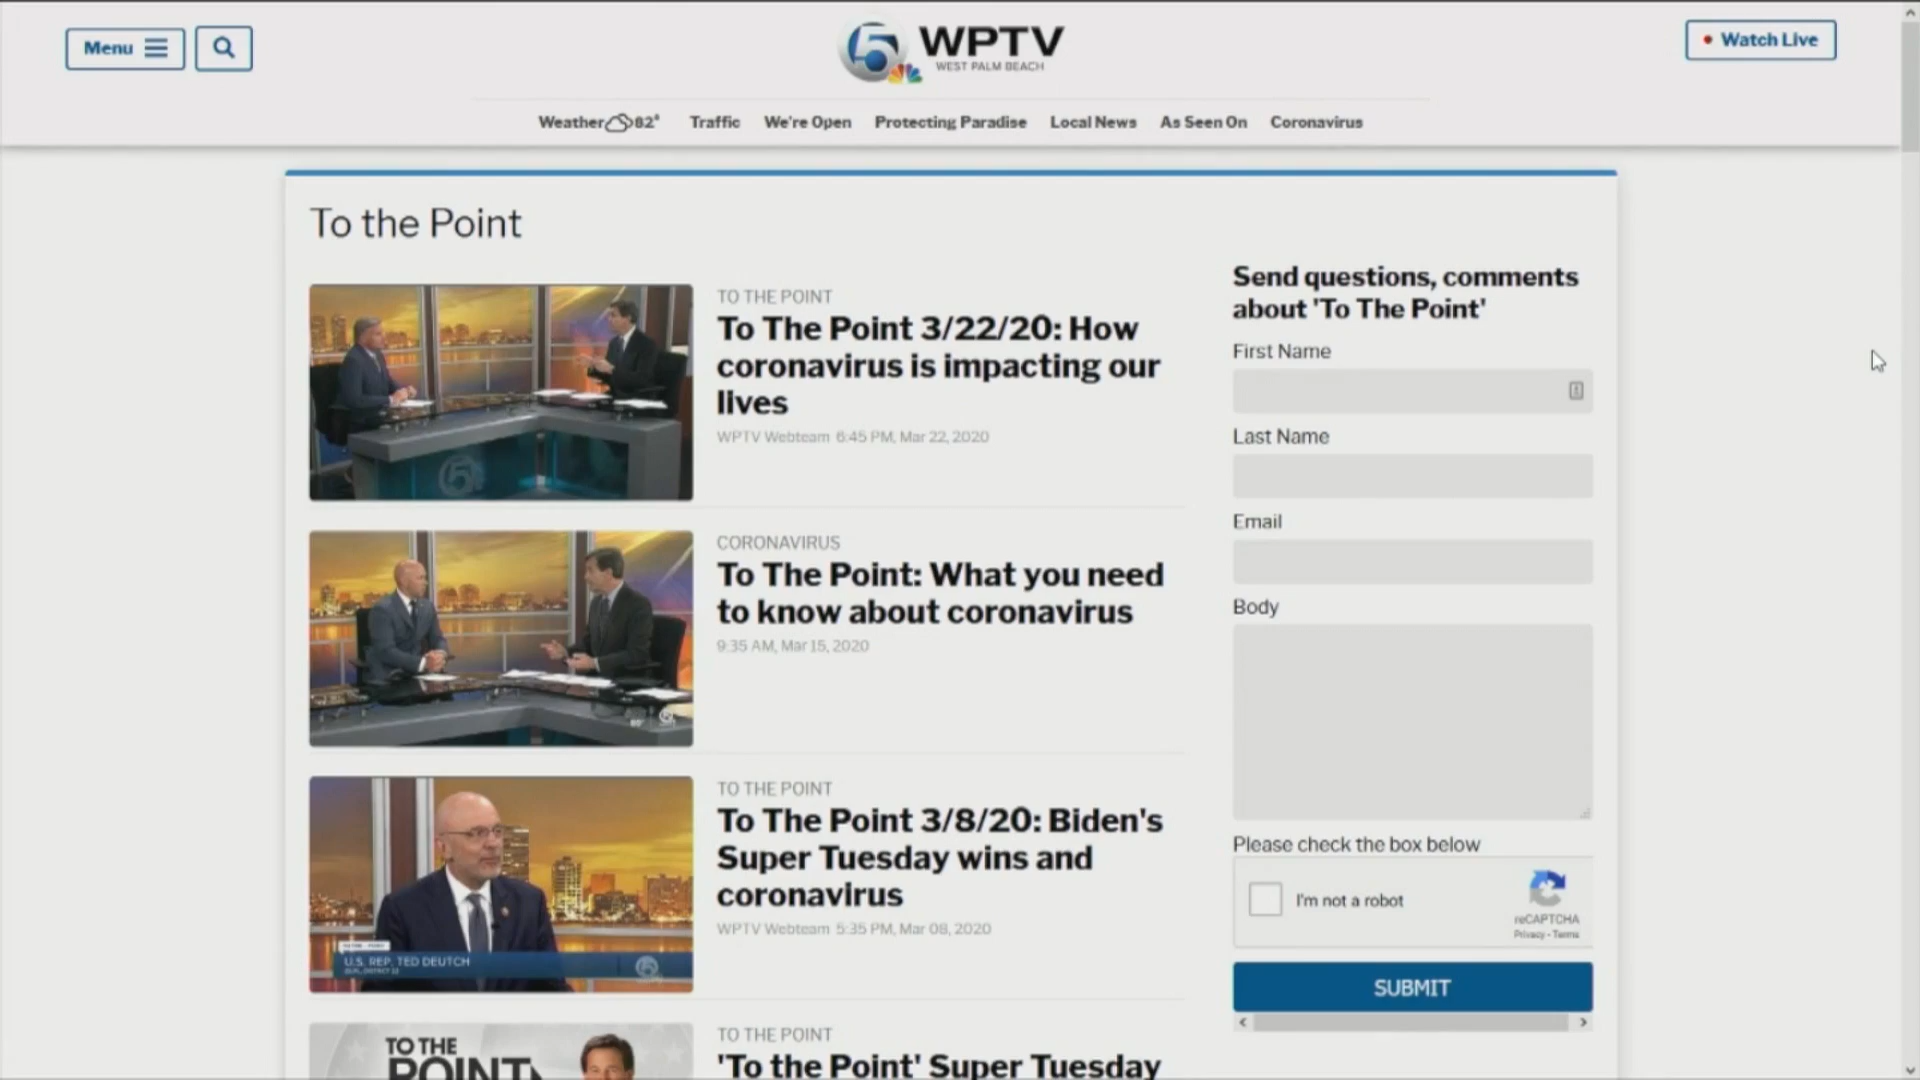 Menu
5 WPTV
WEST PALM BEACH
• Watch Live
Weather 82° Traffic We're Open Protecting Paradise Local News As Seen On Coronavirus
To the Point
TO THE POINT
To The Point 3/22/20: How
coronavirus is impacting our
lives
WPTV Webteam 6:45 PM, Mar 22, 2020
5
CORONAVIRUS
To The Point: What you need
to know about coronavirus
9:35 AM, Mar 15, 2020
TO THE POINT
To The Point 3/8/20: Biden's
Super Tuesday wins and
coronavirus
WPTV Webteam 5:35 PM, Mar 08, 2020
U.S. REP. TED DEUTCH
5
TO THE POINT
'To the Point' Super Tuesday
TO THE
POINT
Send questions, comments
about 'To The Point'
First Name
Last Name
Email
Body
Please check the box below
I'm not a robot
reCAPTCHA
Privacy - Terms
SUBMIT